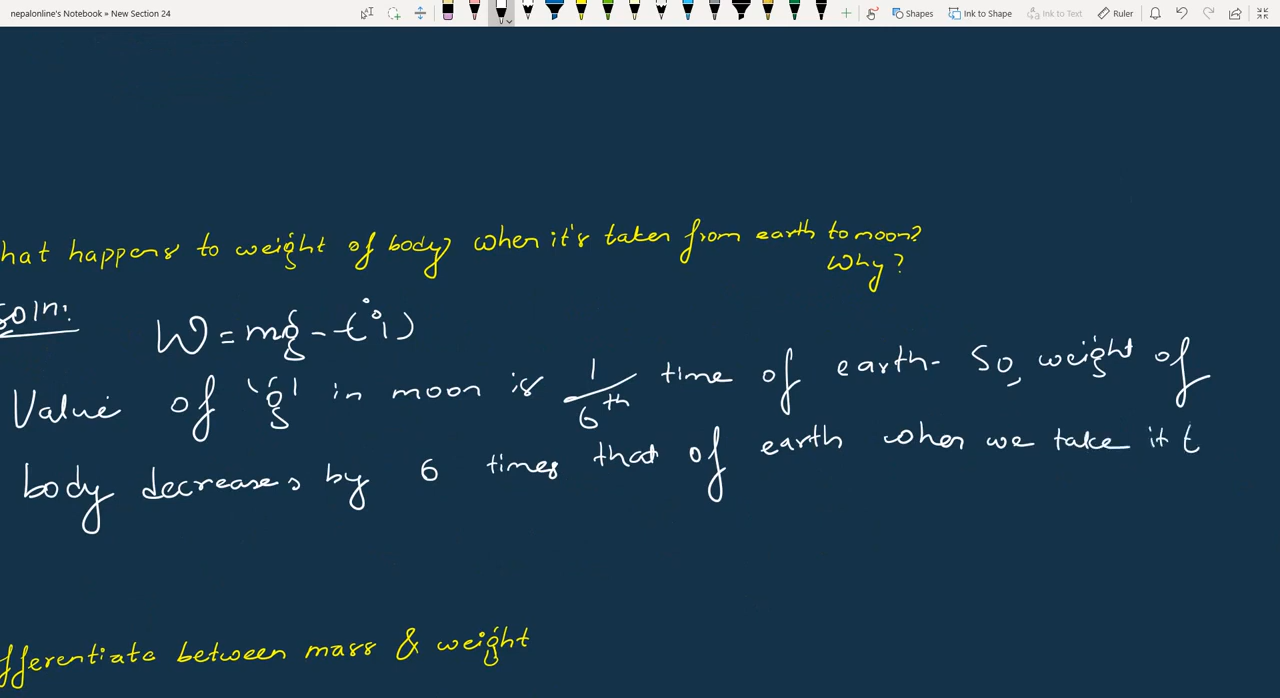 nepalonline's Notebook » New Section 24
Shapes Ink to Shape Ink to Text Ruler
hat happens to weight of body when it's taken from earth to moon?
Why?
soln:
W = mg - (i)
Value of 'g' in moon is 1/6th time of earth. So, weight of
body decreases by 6 times that of earth when we take it t
fferentiate between mass & weight